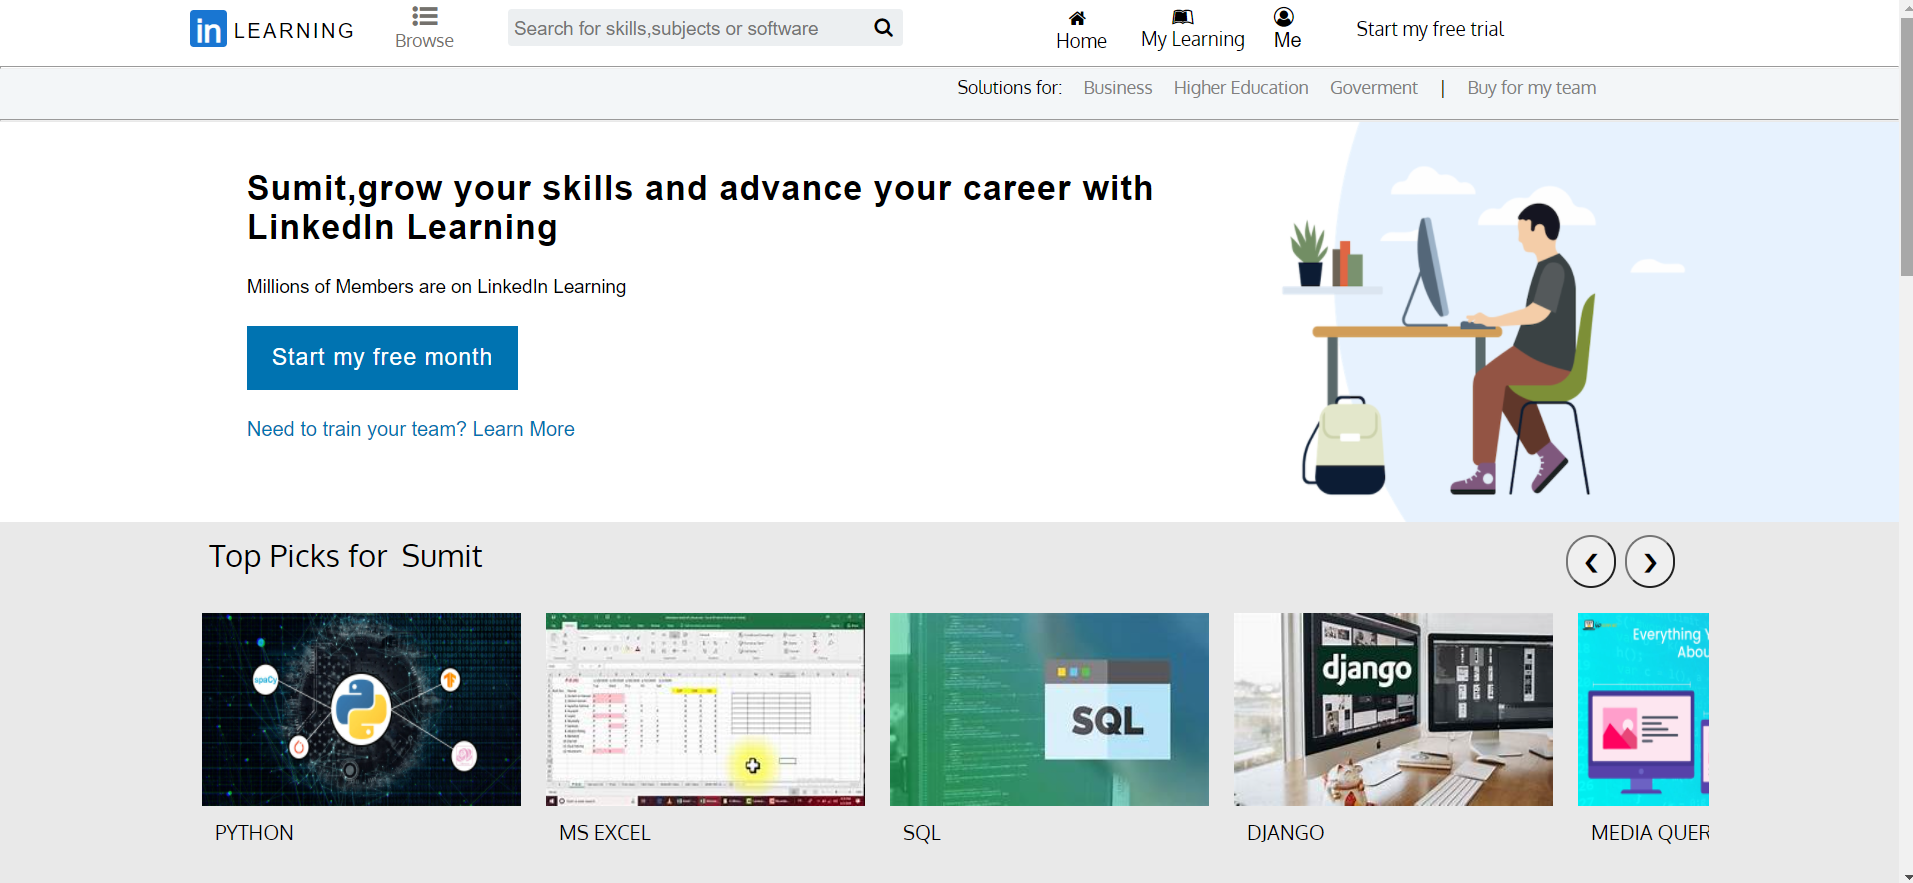 in LEARNING
Browse
Search for skills,subjects or software
Home
My Learning
Me
Start my free trial
Solutions for: Business Higher Education Goverment | Buy for my team
Sumit,grow your skills and advance your career with
LinkedIn Learning
Millions of Members are on LinkedIn Learning
Start my free month
Need to train your team? Learn More
Top Picks for Sumit
❮ ❯
spaCy
SQL
django
Everything
Abou
PYTHON
MS EXCEL
SQL
DJANGO
MEDIA QUER